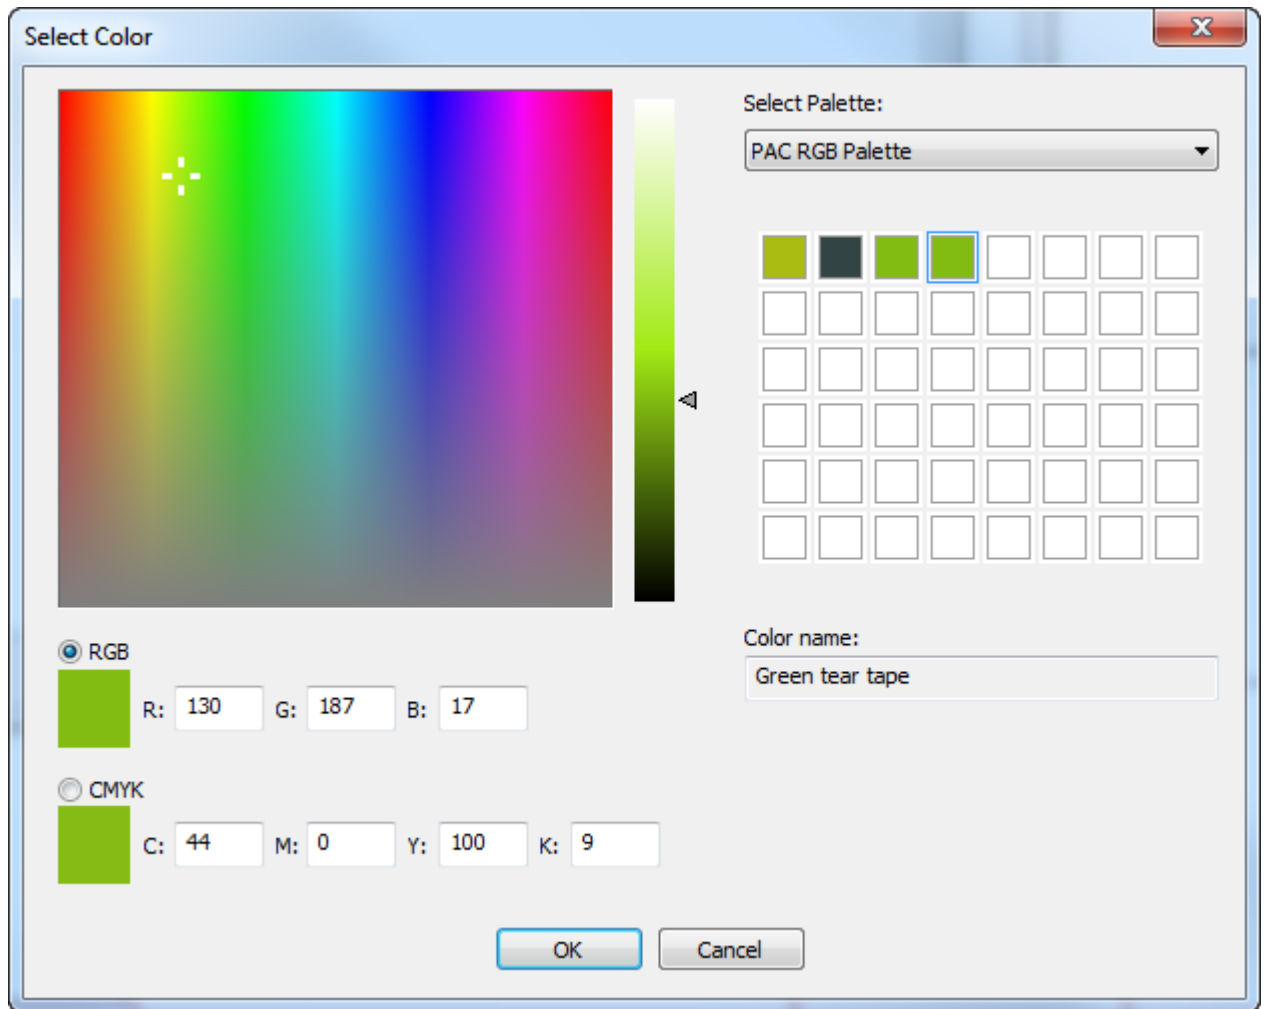 Select Color
Select Palette:
PAC RGB Palette
Color name:
Green tear tape
RGB
R: 130 G: 187 B: 17
CMYK
C: 44 M: 0 Y: 100 K: 9
OK Cancel